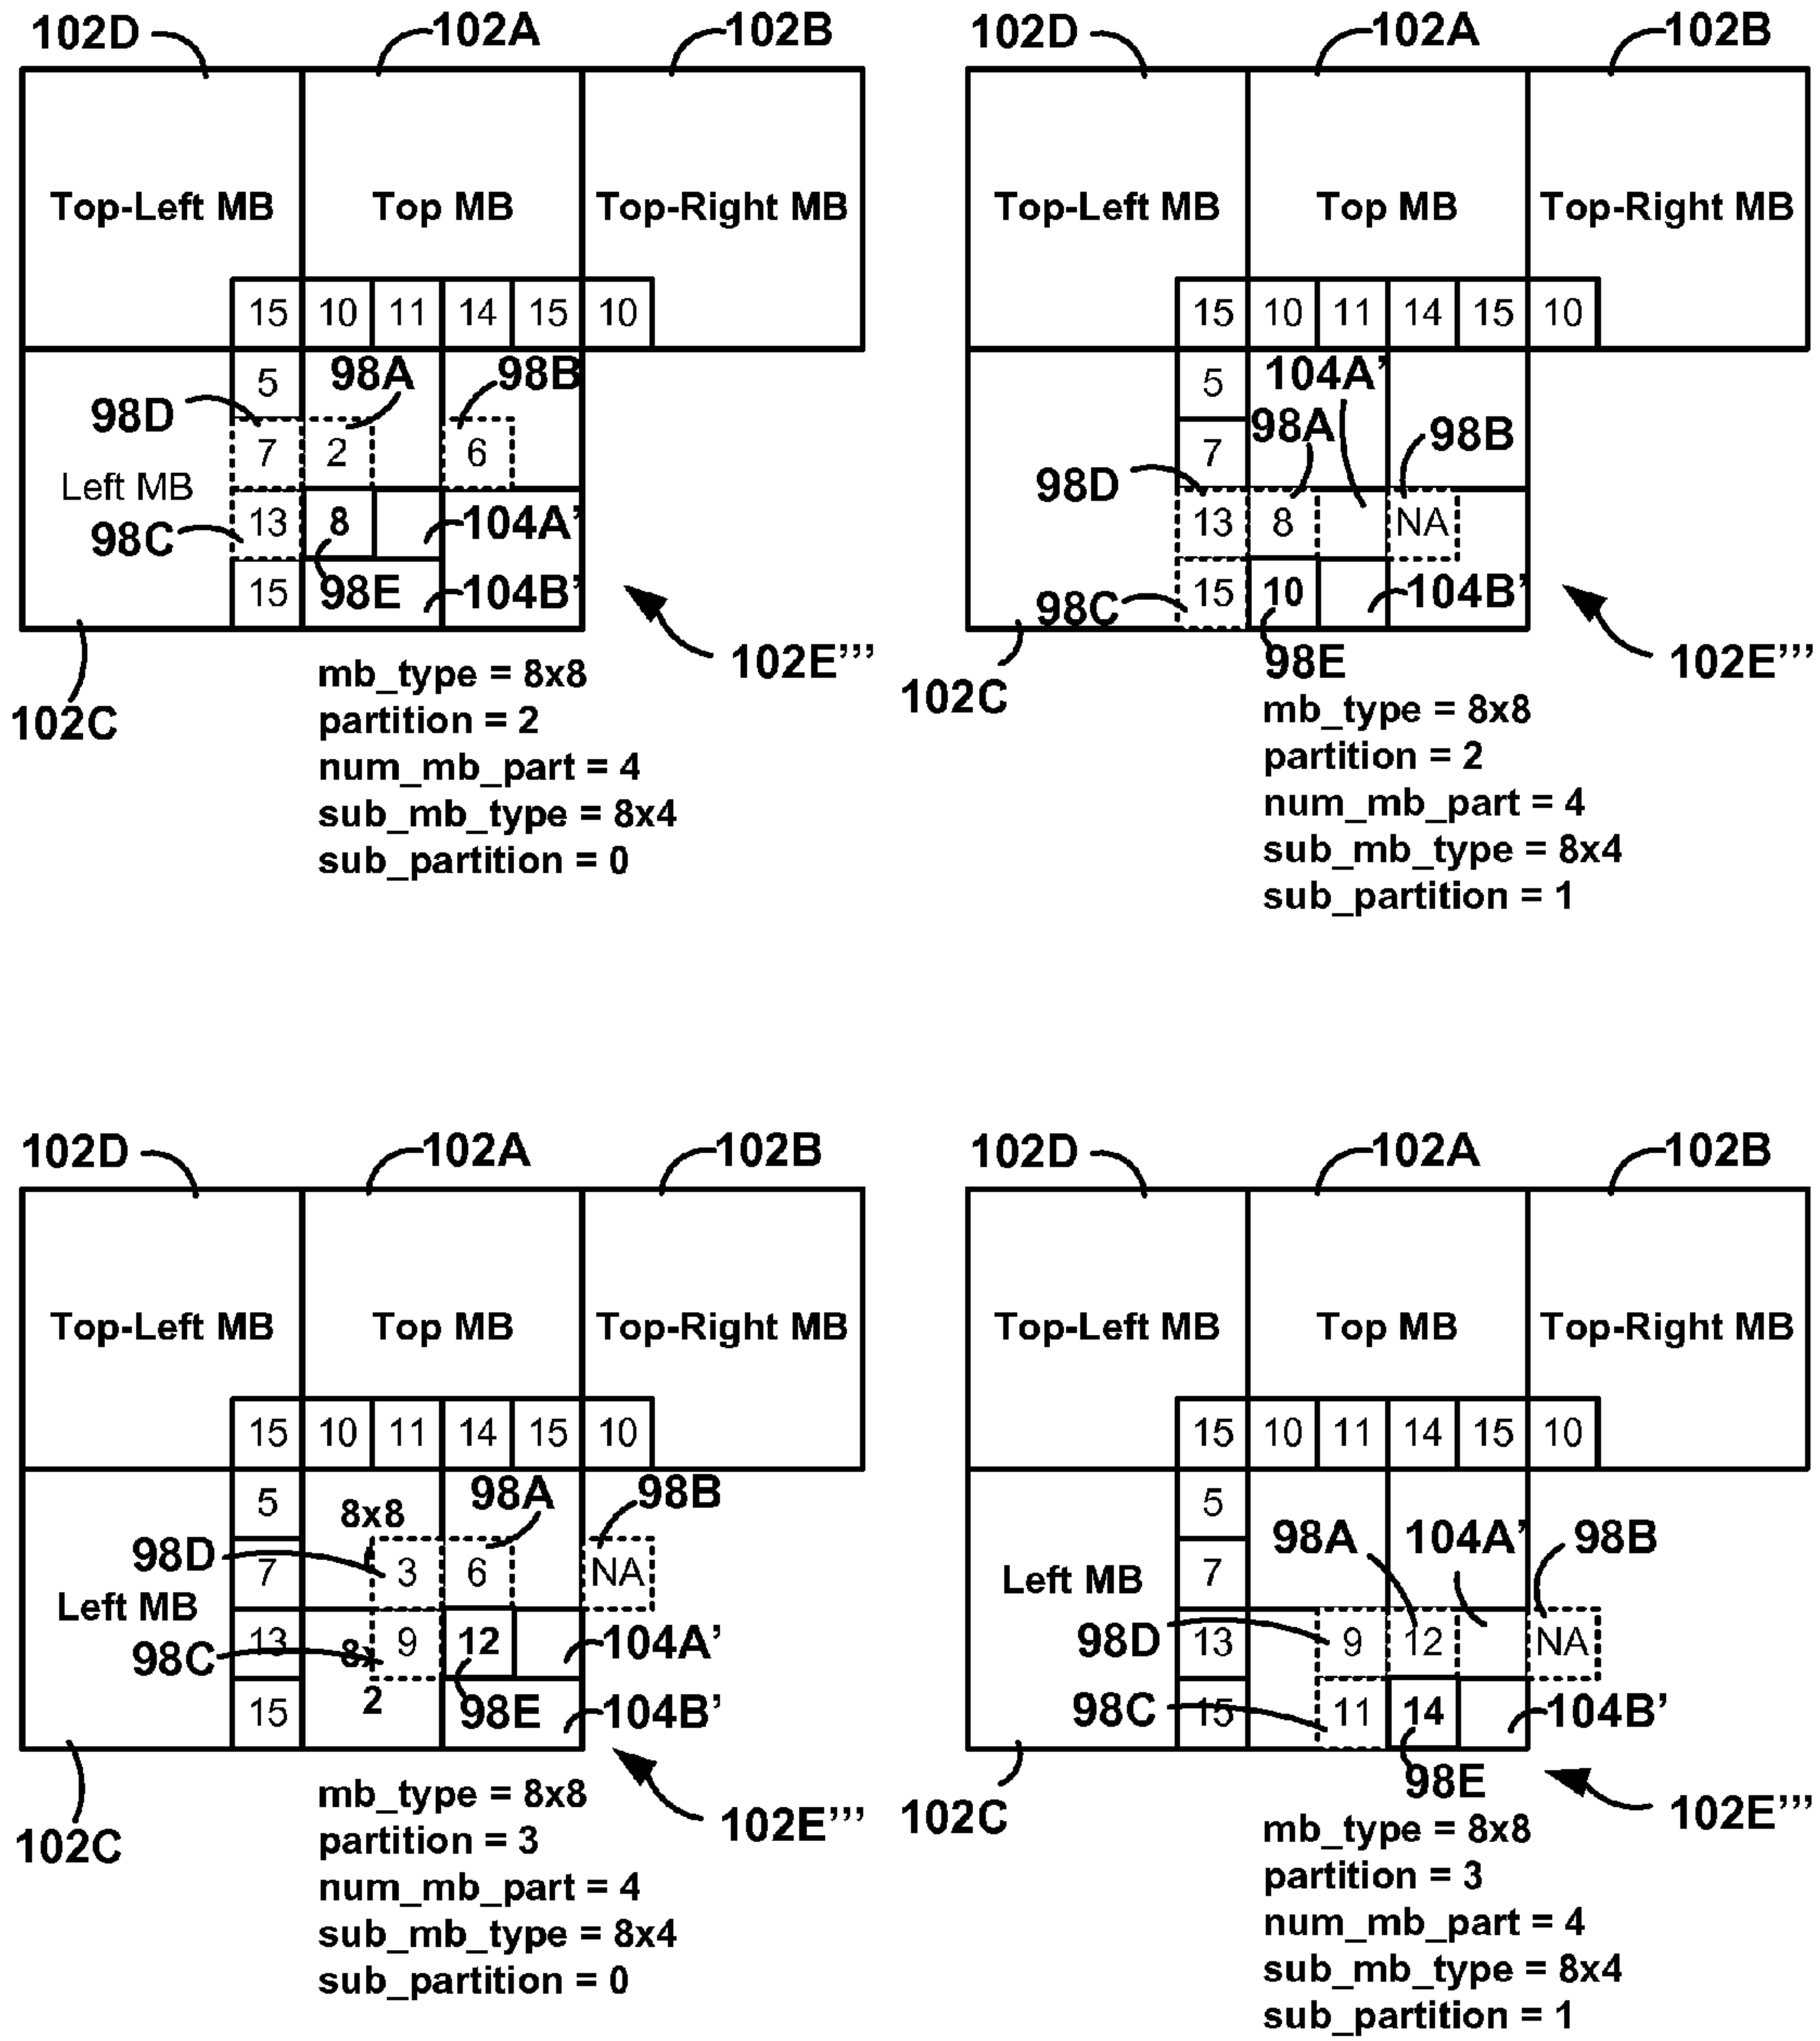 102D 102A 102B
Top-Left MB Top MB Top-Right MB
15 10 11 14 15 10
5 98A 98B
98D
7 2 6
Left MB
13 8 104A'
98C
15 98E 104B'
102E'''
102C
mb_type = 8x8
partition = 2
num_mb_part = 4
sub_mb_type = 8x4
sub_partition = 0
102D 102A 102B
Top-Left MB Top MB Top-Right MB
15 10 11 14 15 10
5 104A'
98A 98B
7
98D
13 8 NA
98C 15 10 104B'
98E 102E'''
102C
mb_type = 8x8
partition = 2
num_mb_part = 4
sub_mb_type = 8x4
sub_partition = 1
102D 102A 102B
Top-Left MB Top MB Top-Right MB
15 10 11 14 15 10
5 8x8 98A 98B
98D 7 3 6 NA
Left MB
98C 13 8x 9 12 104A'
15 2 98E 104B'
102E'''
102C
mb_type = 8x8
partition = 3
num_mb_part = 4
sub_mb_type = 8x4
sub_partition = 0
102D 102A 102B
Top-Left MB Top MB Top-Right MB
15 10 11 14 15 10
5
98A 104A' 98B
Left MB 7
98D 13 9 12 NA
98C 15 11 14 104B'
98E
102C 102E'''
mb_type = 8x8
partition = 3
num_mb_part = 4
sub_mb_type = 8x4
sub_partition = 1